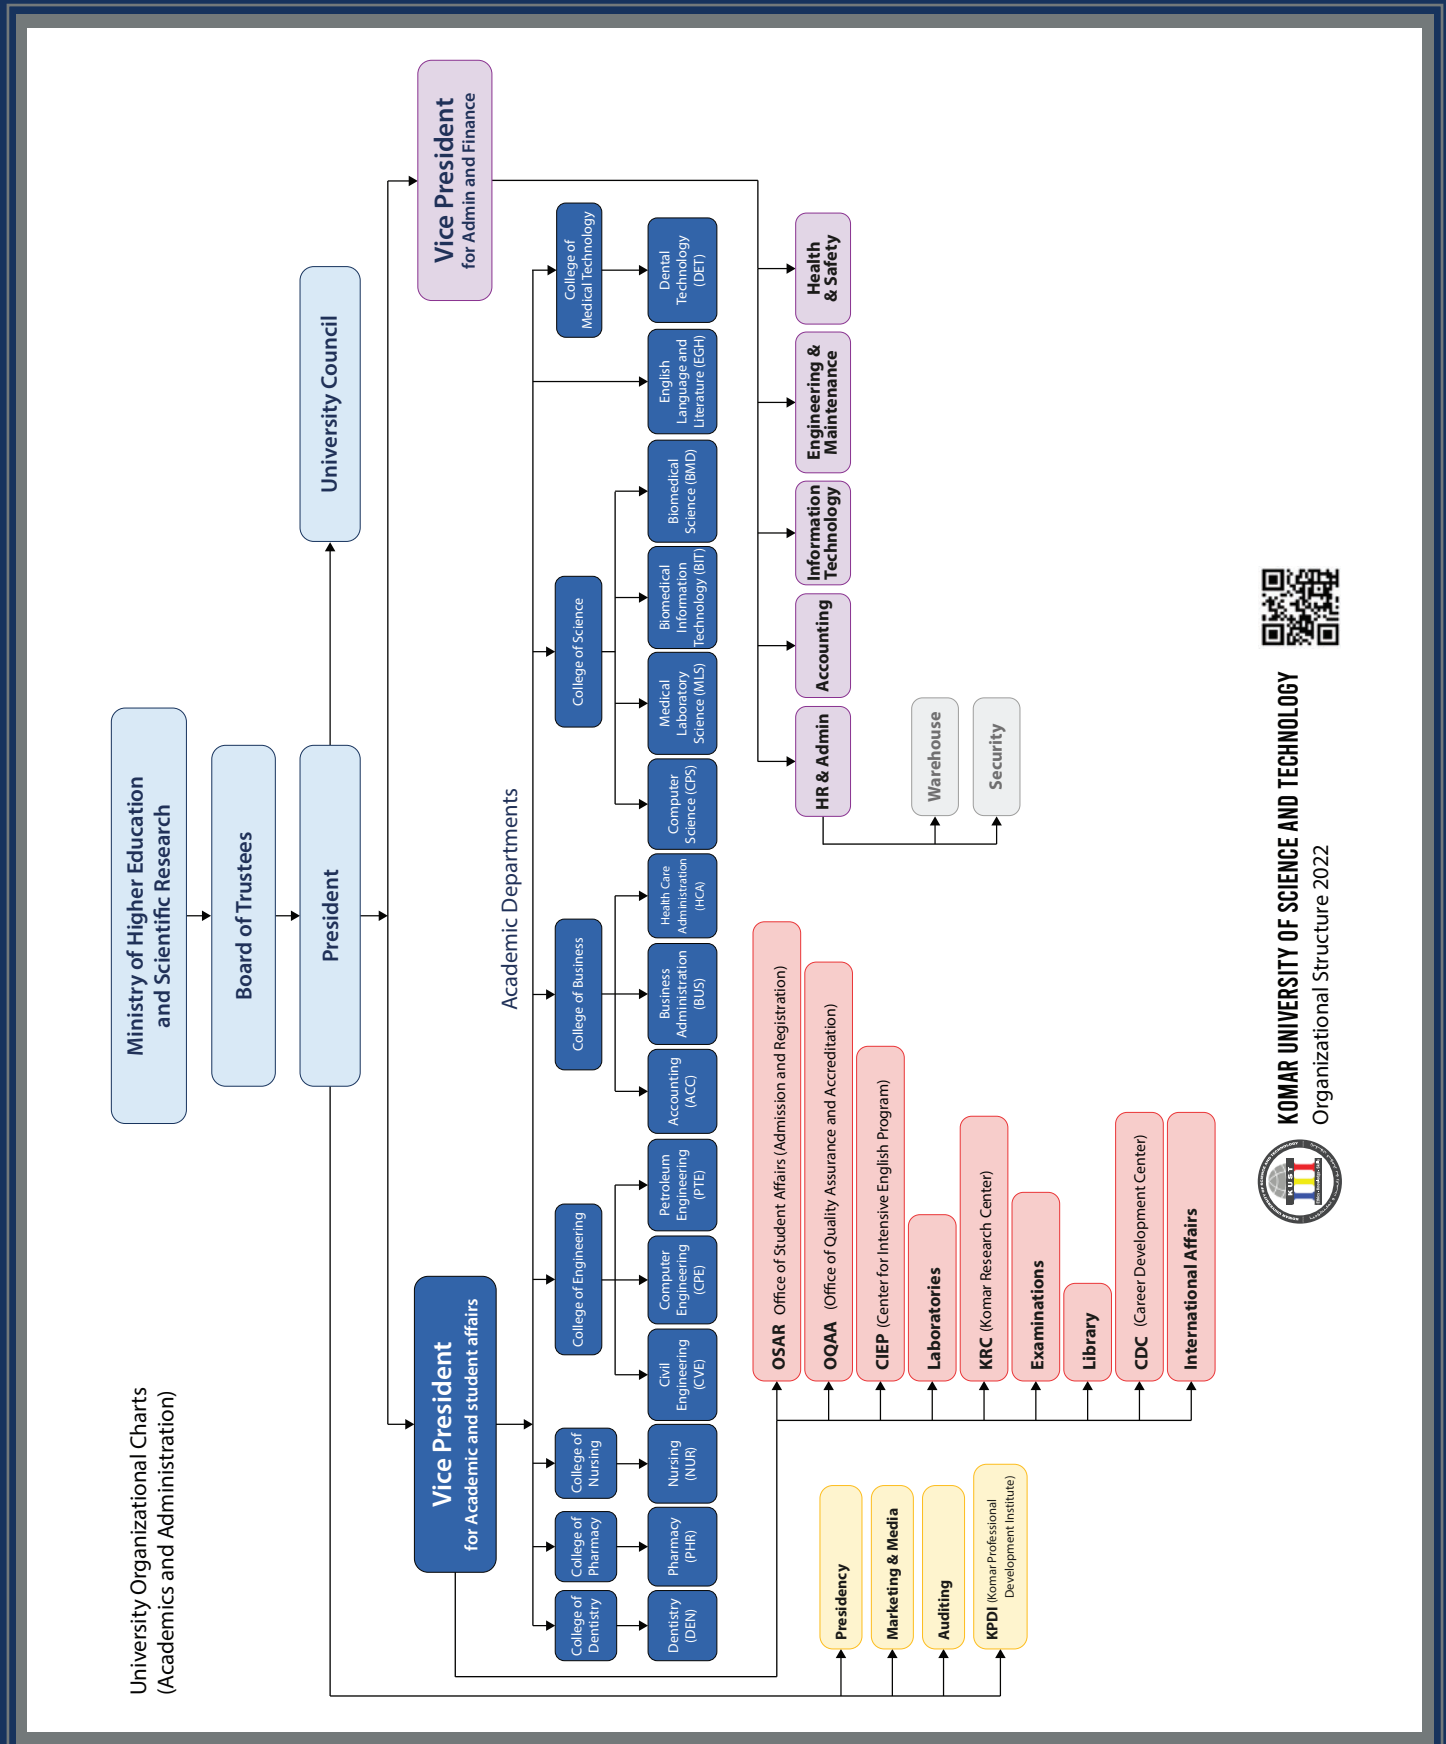 University Organizational Charts
(Academics and Administration)
Ministry of Higher Education
and Scientific Research
Board of Trustees
President
University Council
Vice President
for Academic and student affairs
Vice President
for Admin and Finance
Academic Departments
College of
Dentistry
College of
Pharmacy
College of
Nursing
College of Engineering
College of Business
College of Science
College of
Medical Technology
Dentistry
(DEN)
Pharmacy
(PHR)
Nursing
(NUR)
Civil
Engineering
(CVE)
Computer
Engineering
(CPE)
Petroleum
Engineering
(PTE)
Accounting
(ACC)
Business
Administration
(BUS)
Health Care
Administration
(HCA)
Computer
Science (CPS)
Medical
Laboratory
Science (MLS)
Biomedical
Information
Technology (BIT)
Biomedical
Science (BMD)
English
Language and
Literature (EGH)
Dental
Technology
(DET)
OSAR Office of Student Affairs (Admission and Registration)
OQAA (Office of Quality Assurance and Accreditation)
CIEP (Center for Intensive English Program)
Laboratories
KRC (Komar Research Center)
Examinations
Library
CDC (Career Development Center)
International Affairs
HR & Admin
Accounting
Information
Technology
Engineering &
Maintenance
Health
& Safety
Warehouse
Security
Presidency
Marketing & Media
Auditing
KPDI (Komar Professional
Development Institute)
KUST
KOMAR UNIVERSITY OF SCIENCE AND TECHNOLOGY
Organizational Structure 2022